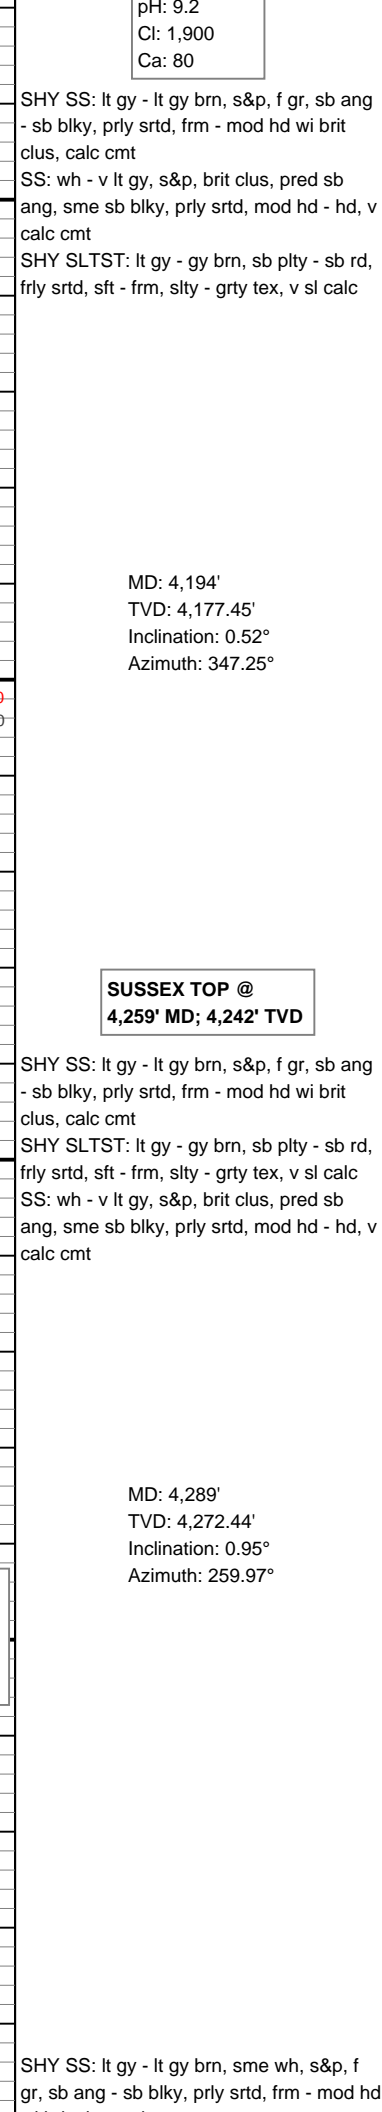 pH: 9.2
Cl: 1,900
Ca: 80
SHY SS: lt gy - lt gy brn, s&p, f gr, sb ang
- sb blky, prly srtd, frm - mod hd wi brit
clus, calc cmt
SS: wh - v lt gy, s&p, brit clus, pred sb
ang, sme sb blky, prly srtd, mod hd - hd, v
calc cmt
SHY SLTST: lt gy - gy brn, sb plty - sb rd,
frly srtd, sft - frm, slty - grty tex, v sl calc
MD: 4,194'
TVD: 4,177.45'
Inclination: 0.52°
Azimuth: 347.25°
0
0
SUSSEX TOP @
4,259' MD; 4,242' TVD
SHY SS: lt gy - lt gy brn, s&p, f gr, sb ang
- sb blky, prly srtd, frm - mod hd wi brit
clus, calc cmt
SHY SLTST: lt gy - gy brn, sb plty - sb rd,
frly srtd, sft - frm, slty - grty tex, v sl calc
SS: wh - v lt gy, s&p, brit clus, pred sb
ang, sme sb blky, prly srtd, mod hd - hd, v
calc cmt
MD: 4,289'
TVD: 4,272.44'
Inclination: 0.95°
Azimuth: 259.97°
SHY SS: lt gy - lt gy brn, sme wh, s&p, f
gr, sb ang - sb blky, prly srtd, frm - mod hd